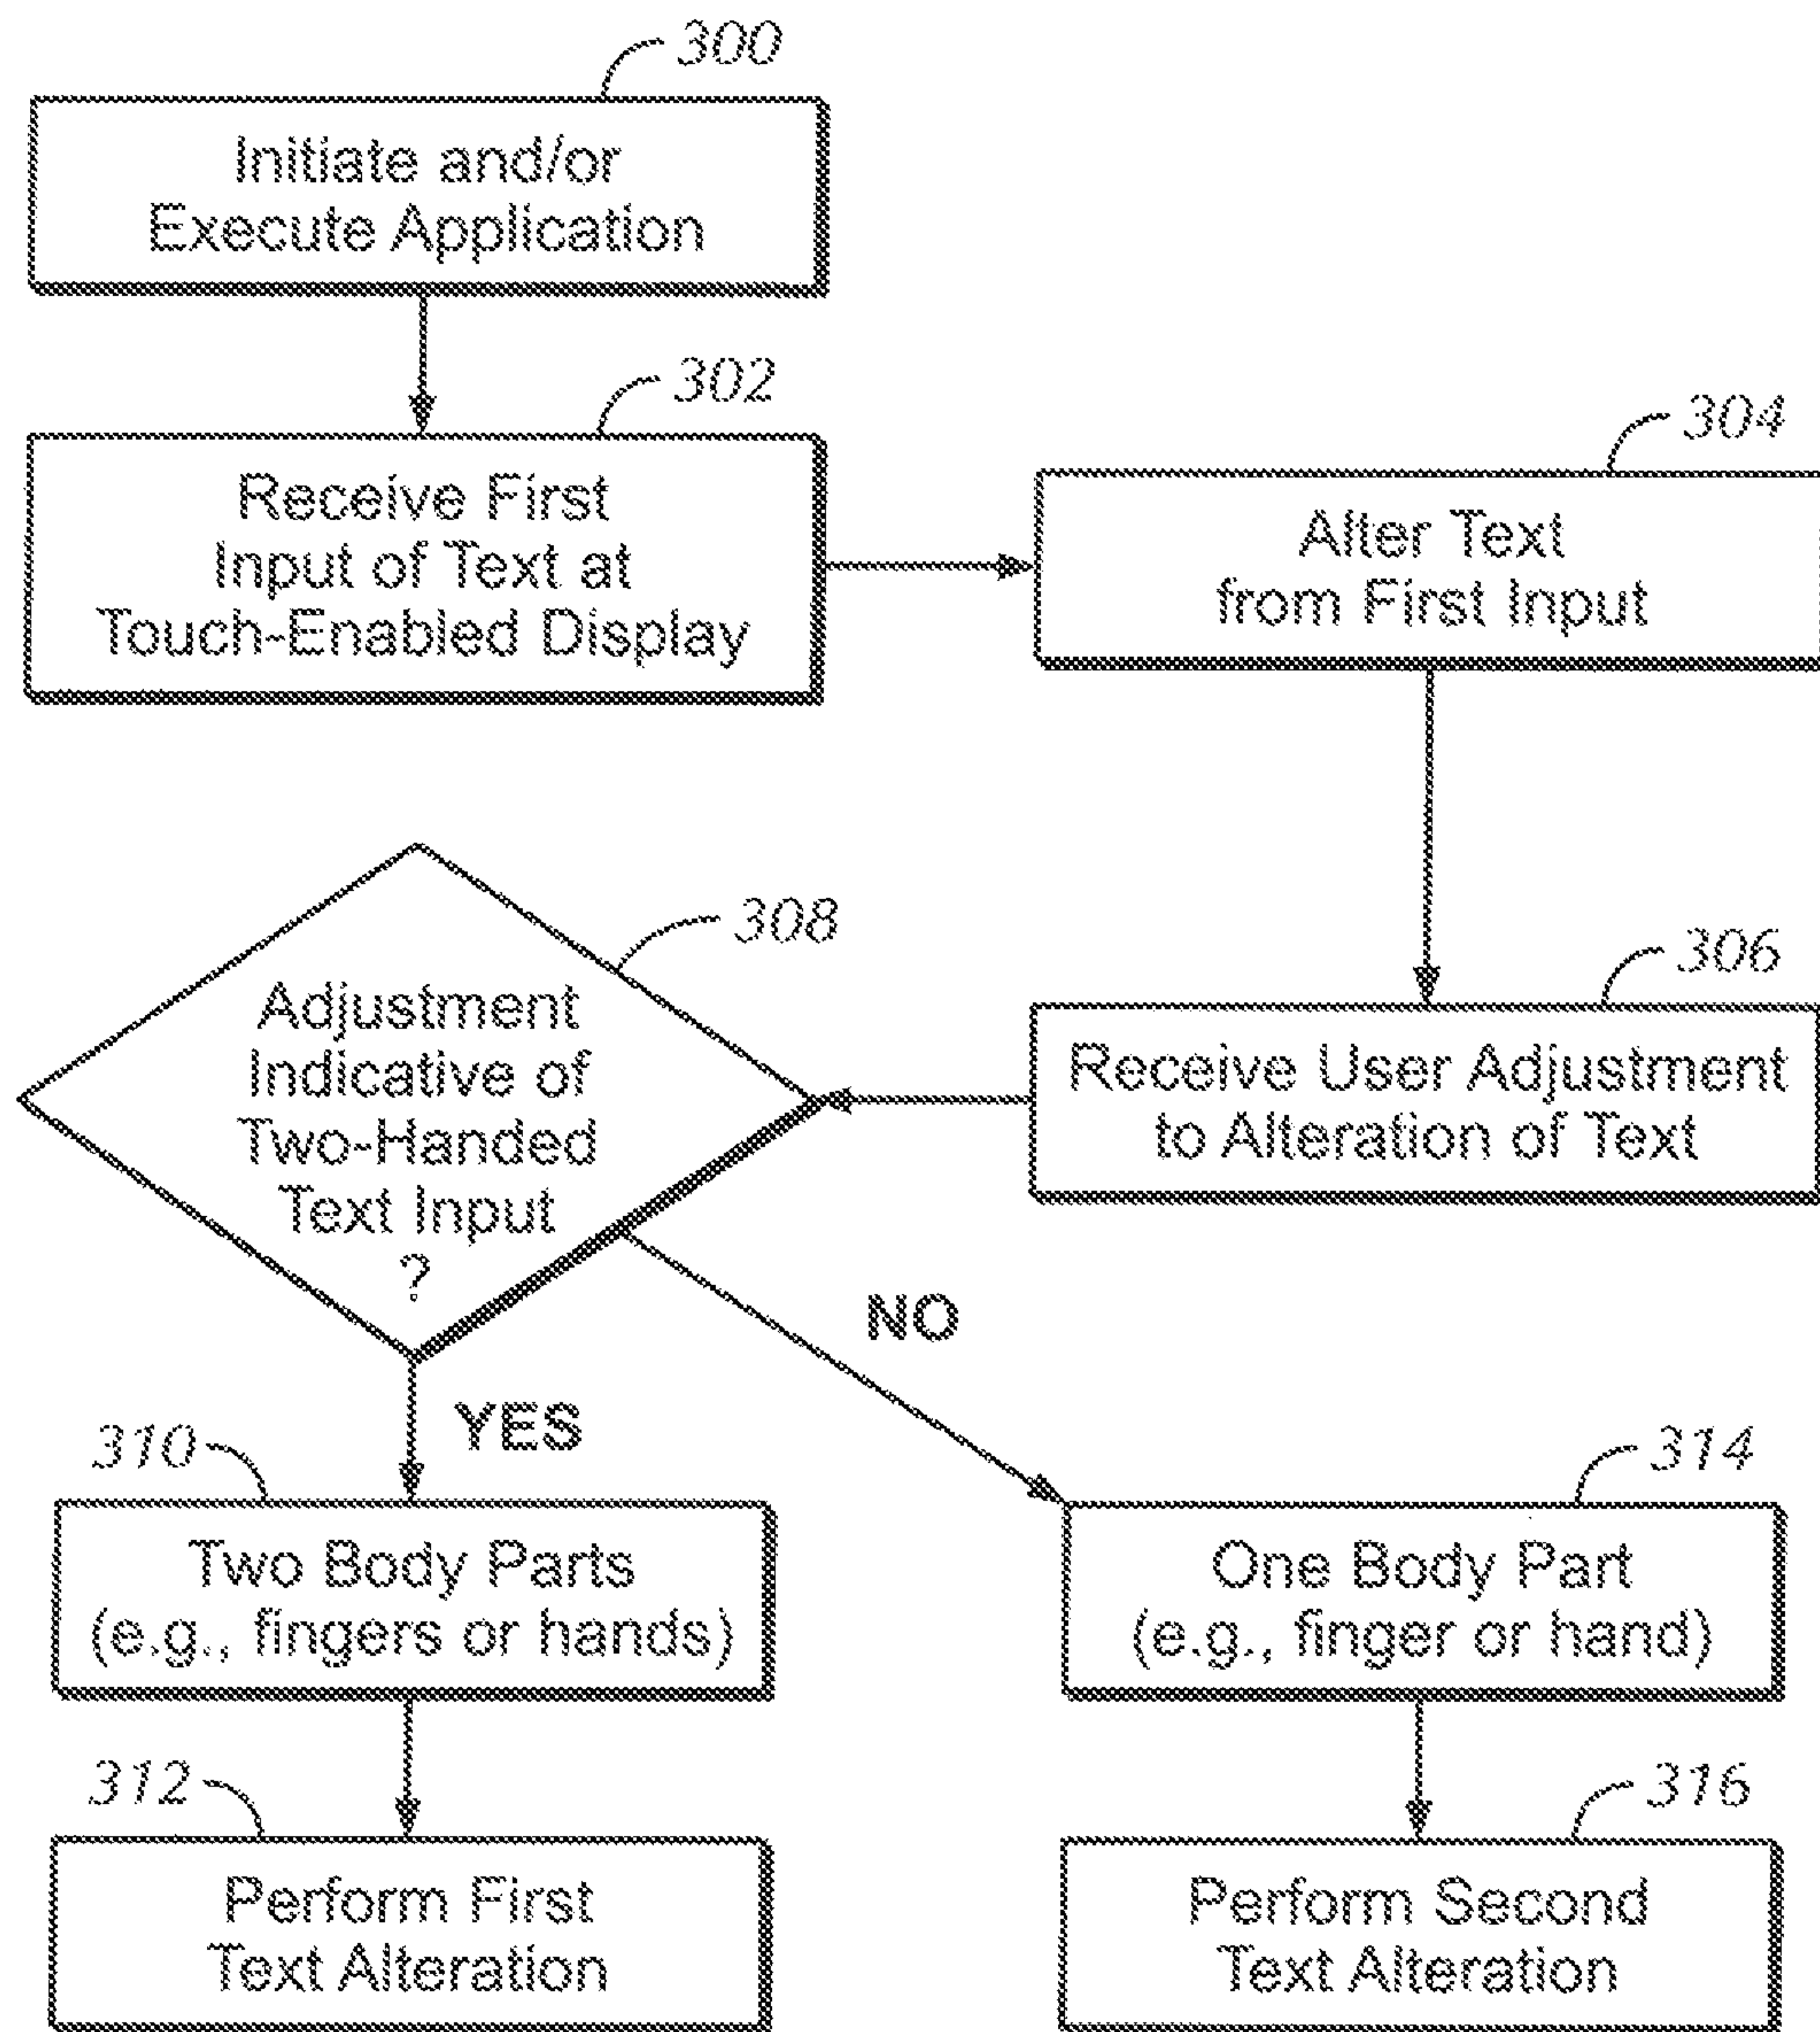 300
Initiate and/or
Execute Application
302
Receive First
Input of Text at
Touch-Enabled Display
304
Alter Text
from First Input
306
Receive User Adjustment
to Alteration of Text
308
Adjustment
Indicative of
Two-Handed
Text Input
?
NO
YES
310
Two Body Parts
(e.g., fingers or hands)
314
One Body Part
(e.g., finger or hand)
312
Perform First
Text Alteration
316
Perform Second
Text Alteration